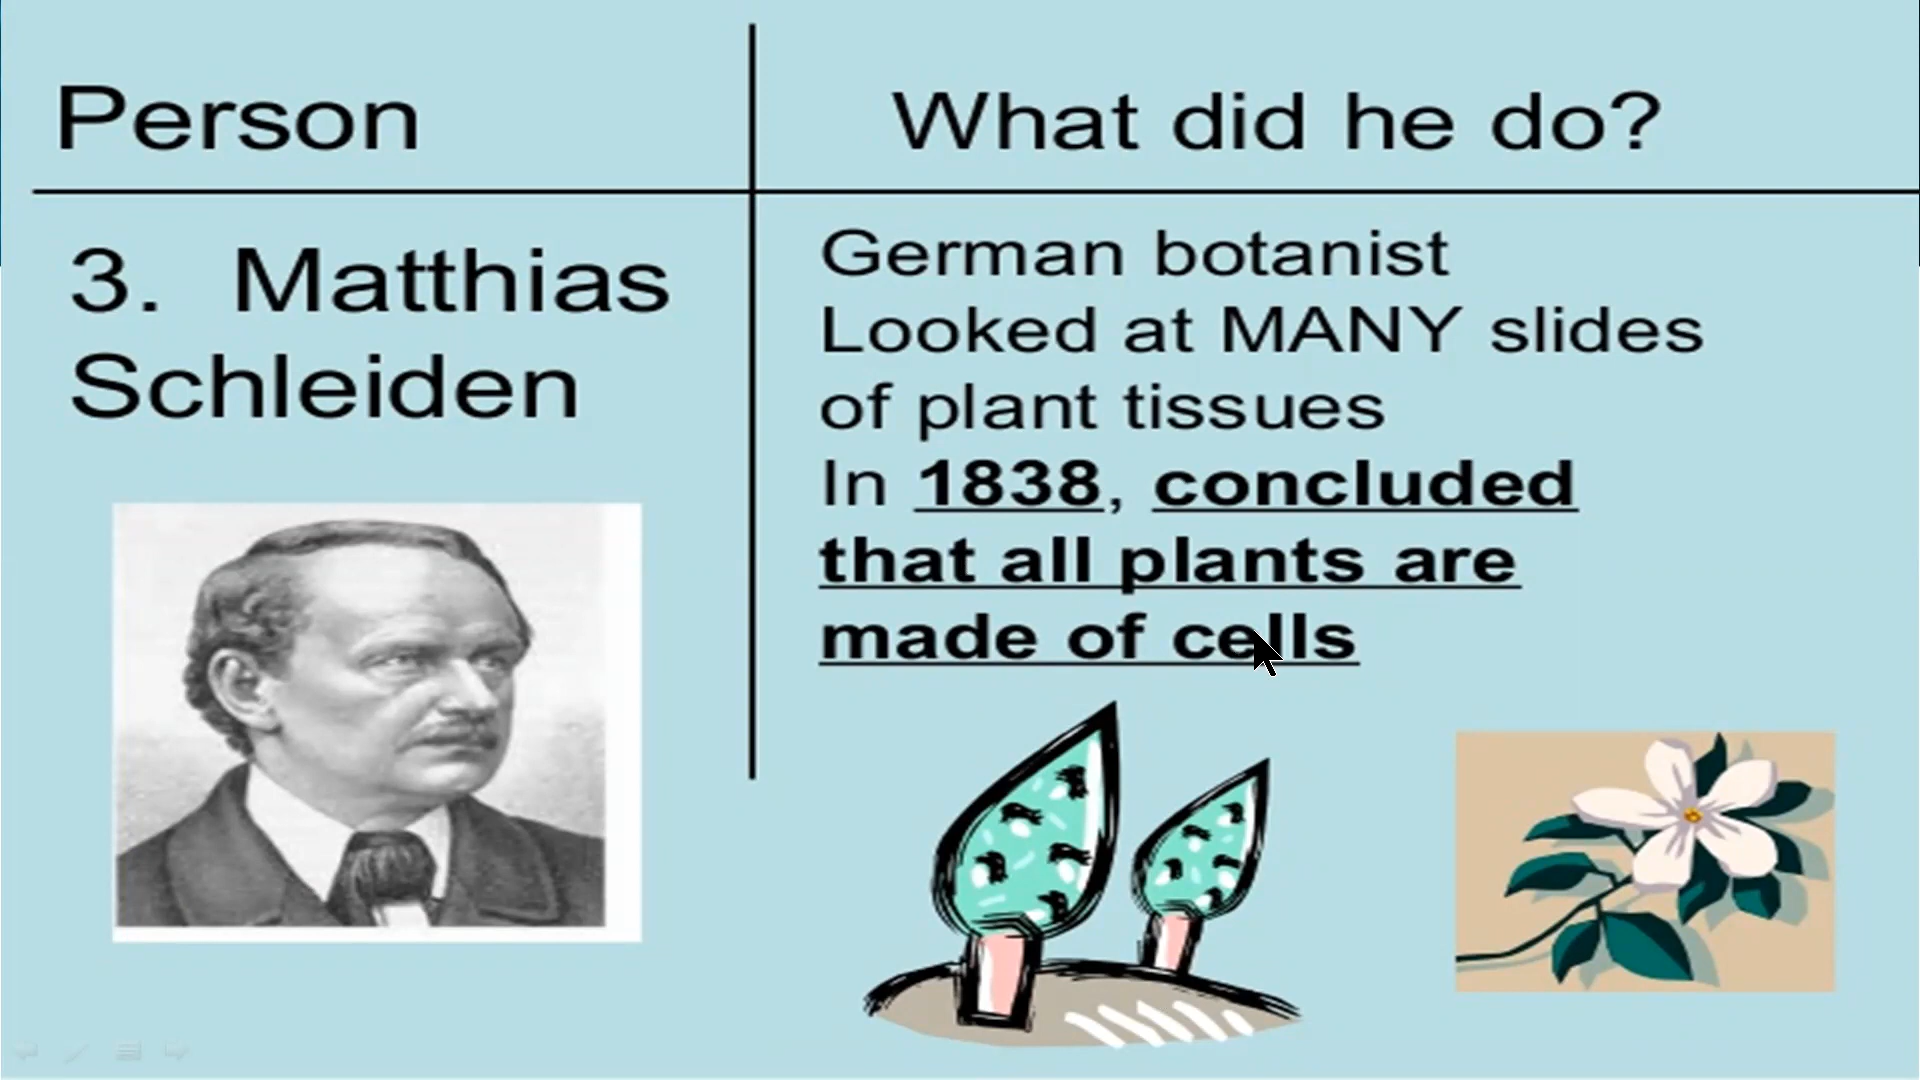 Person
What did he do?
3. Matthias
Schleiden
German botanist
Looked at MANY slides
of plant tissues
In 1838, concluded
that all plants are
made of cells